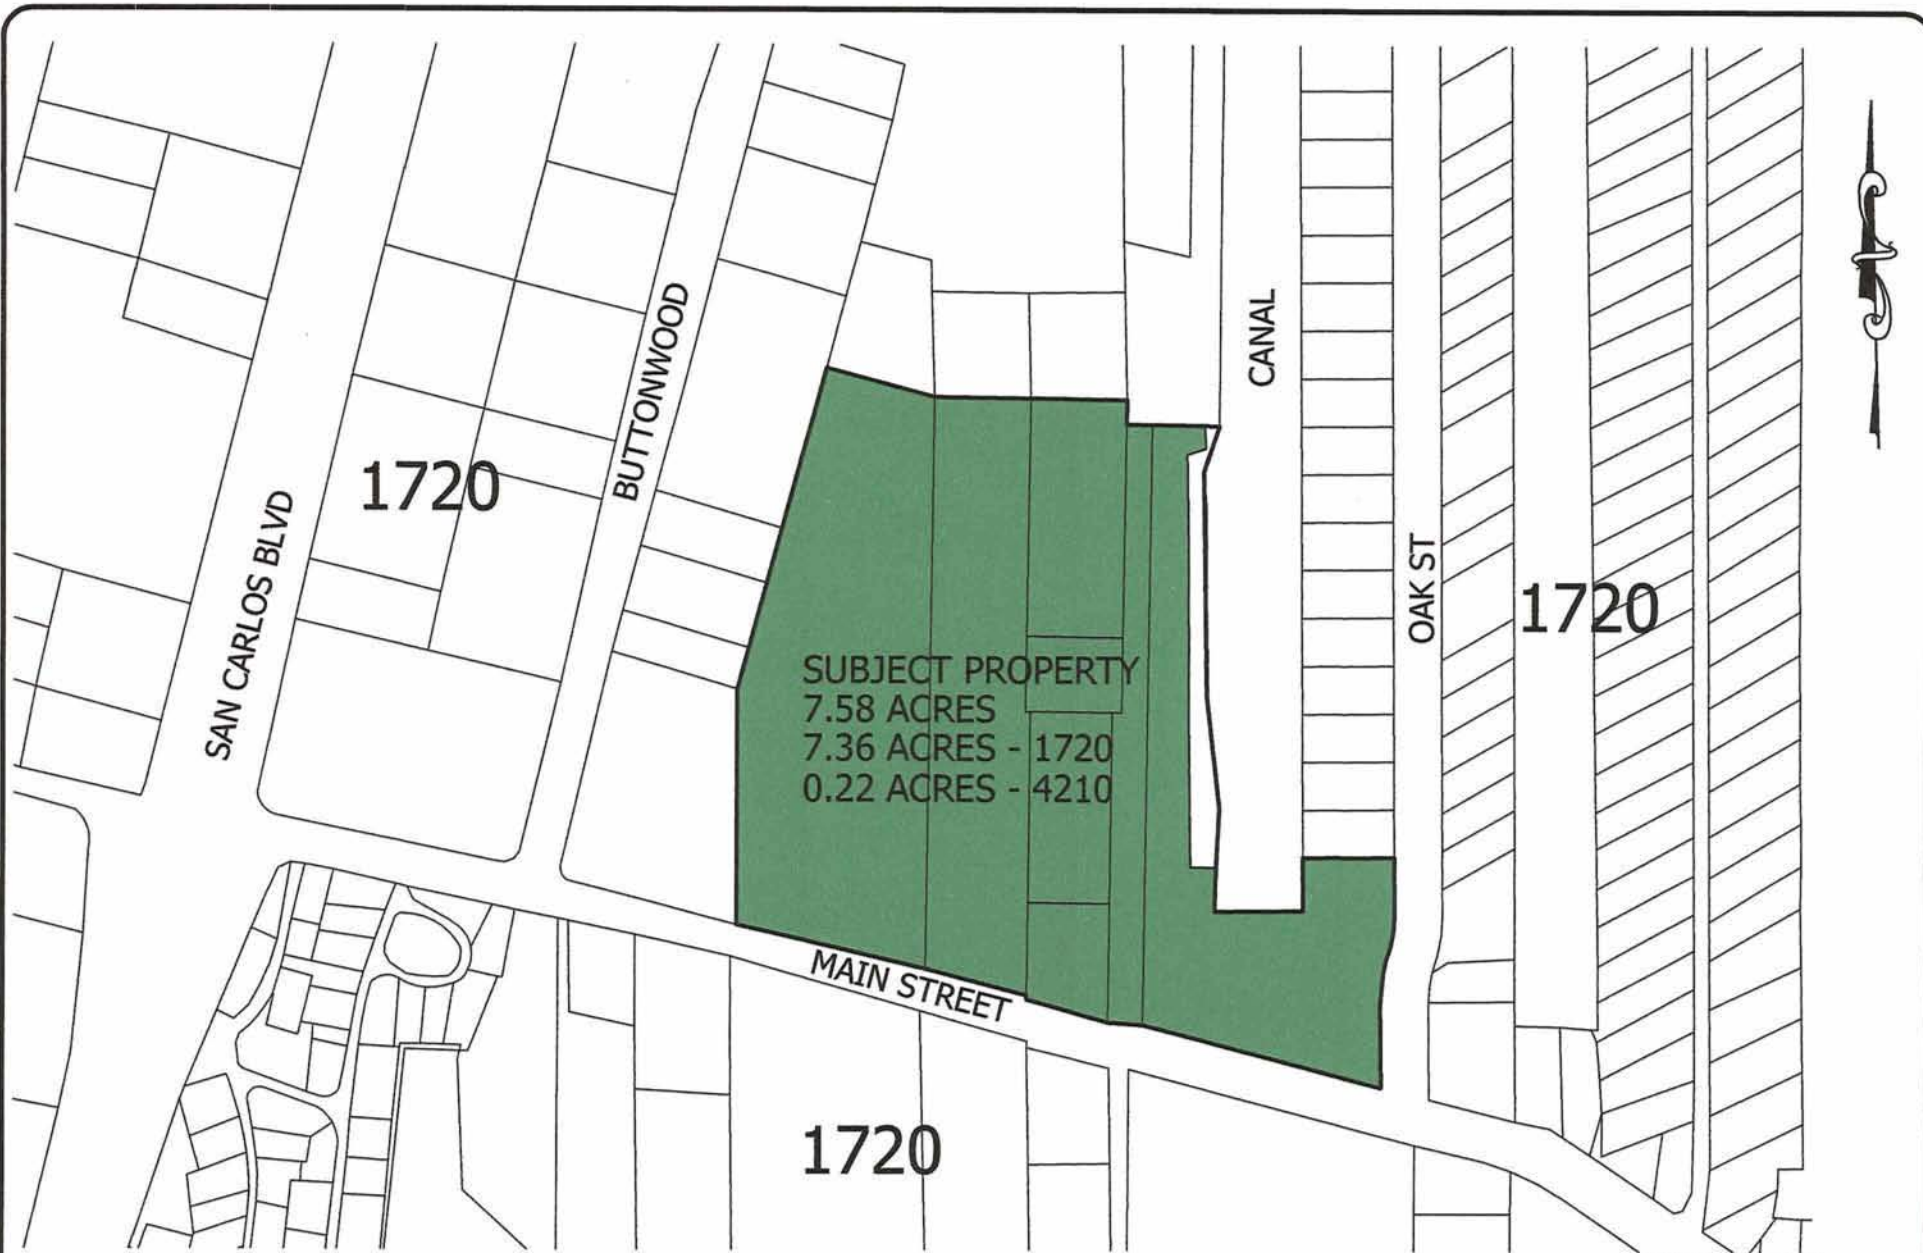 CANAL
BUTTONWOOD
1720
SAN CARLOS BLVD
OAK ST
1720
SUBJECT PROPERTY
7.58 ACRES
7.36 ACRES - 1720
0.22 ACRES - 4210
MAIN STREET
1720